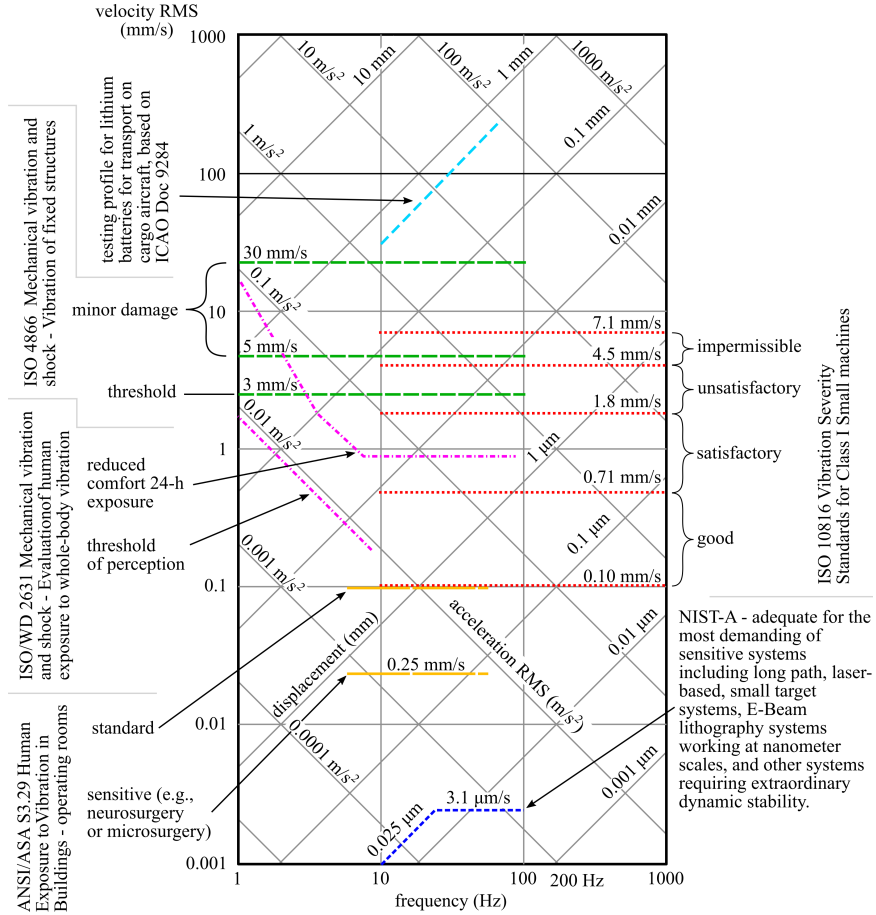 velocity RMS
(mm/s)
1000
100
10
1
0.1
0.01
0.001
1
10
100
200 Hz
1000
frequency (Hz)
10 m/s²
10 mm
100 m/s²
1 mm
1000 m/s²
1 m/s²
0.1 mm
0.01 mm
0.1 m/s²
0.01 m/s²
1 μm
0.001 m/s²
0.1 μm
0.01 μm
0.0001 m/s²
0.001 μm
0.025 μm
displacement (mm)
acceleration RMS (m/s²)
30 mm/s
5 mm/s
3 mm/s
7.1 mm/s
4.5 mm/s
1.8 mm/s
0.71 mm/s
0.10 mm/s
0.25 mm/s
3.1 μm/s
ISO 4866 Mechanical vibration and
shock - Vibration of fixed structures
testing profile for lithium
batteries for transport on
cargo aircraft, based on
ICAO Doc 9284
minor damage
threshold
ISO/WD 2631 Mechanical vibration
and shock - Evaluationof human
exposure to whole-body vibration
reduced
comfort 24-h
exposure
threshold
of perception
ANSI/ASA S3.29 Human
Exposure toVibration in
Buildings - operating rooms
standard
sensitive (e.g.,
neurosurgery
or microsurgery)
impermissible
unsatisfactory
satisfactory
good
ISO 10816 Vibration Severity
Standards for Class I Small machines
NIST-A - adequate for the
most demanding of
sensitive systems
including long path, laser-
based, small target
systems, E-Beam
lithography systems
working at nanometer
scales, and other systems
requiring extraordinary
dynamic stability.